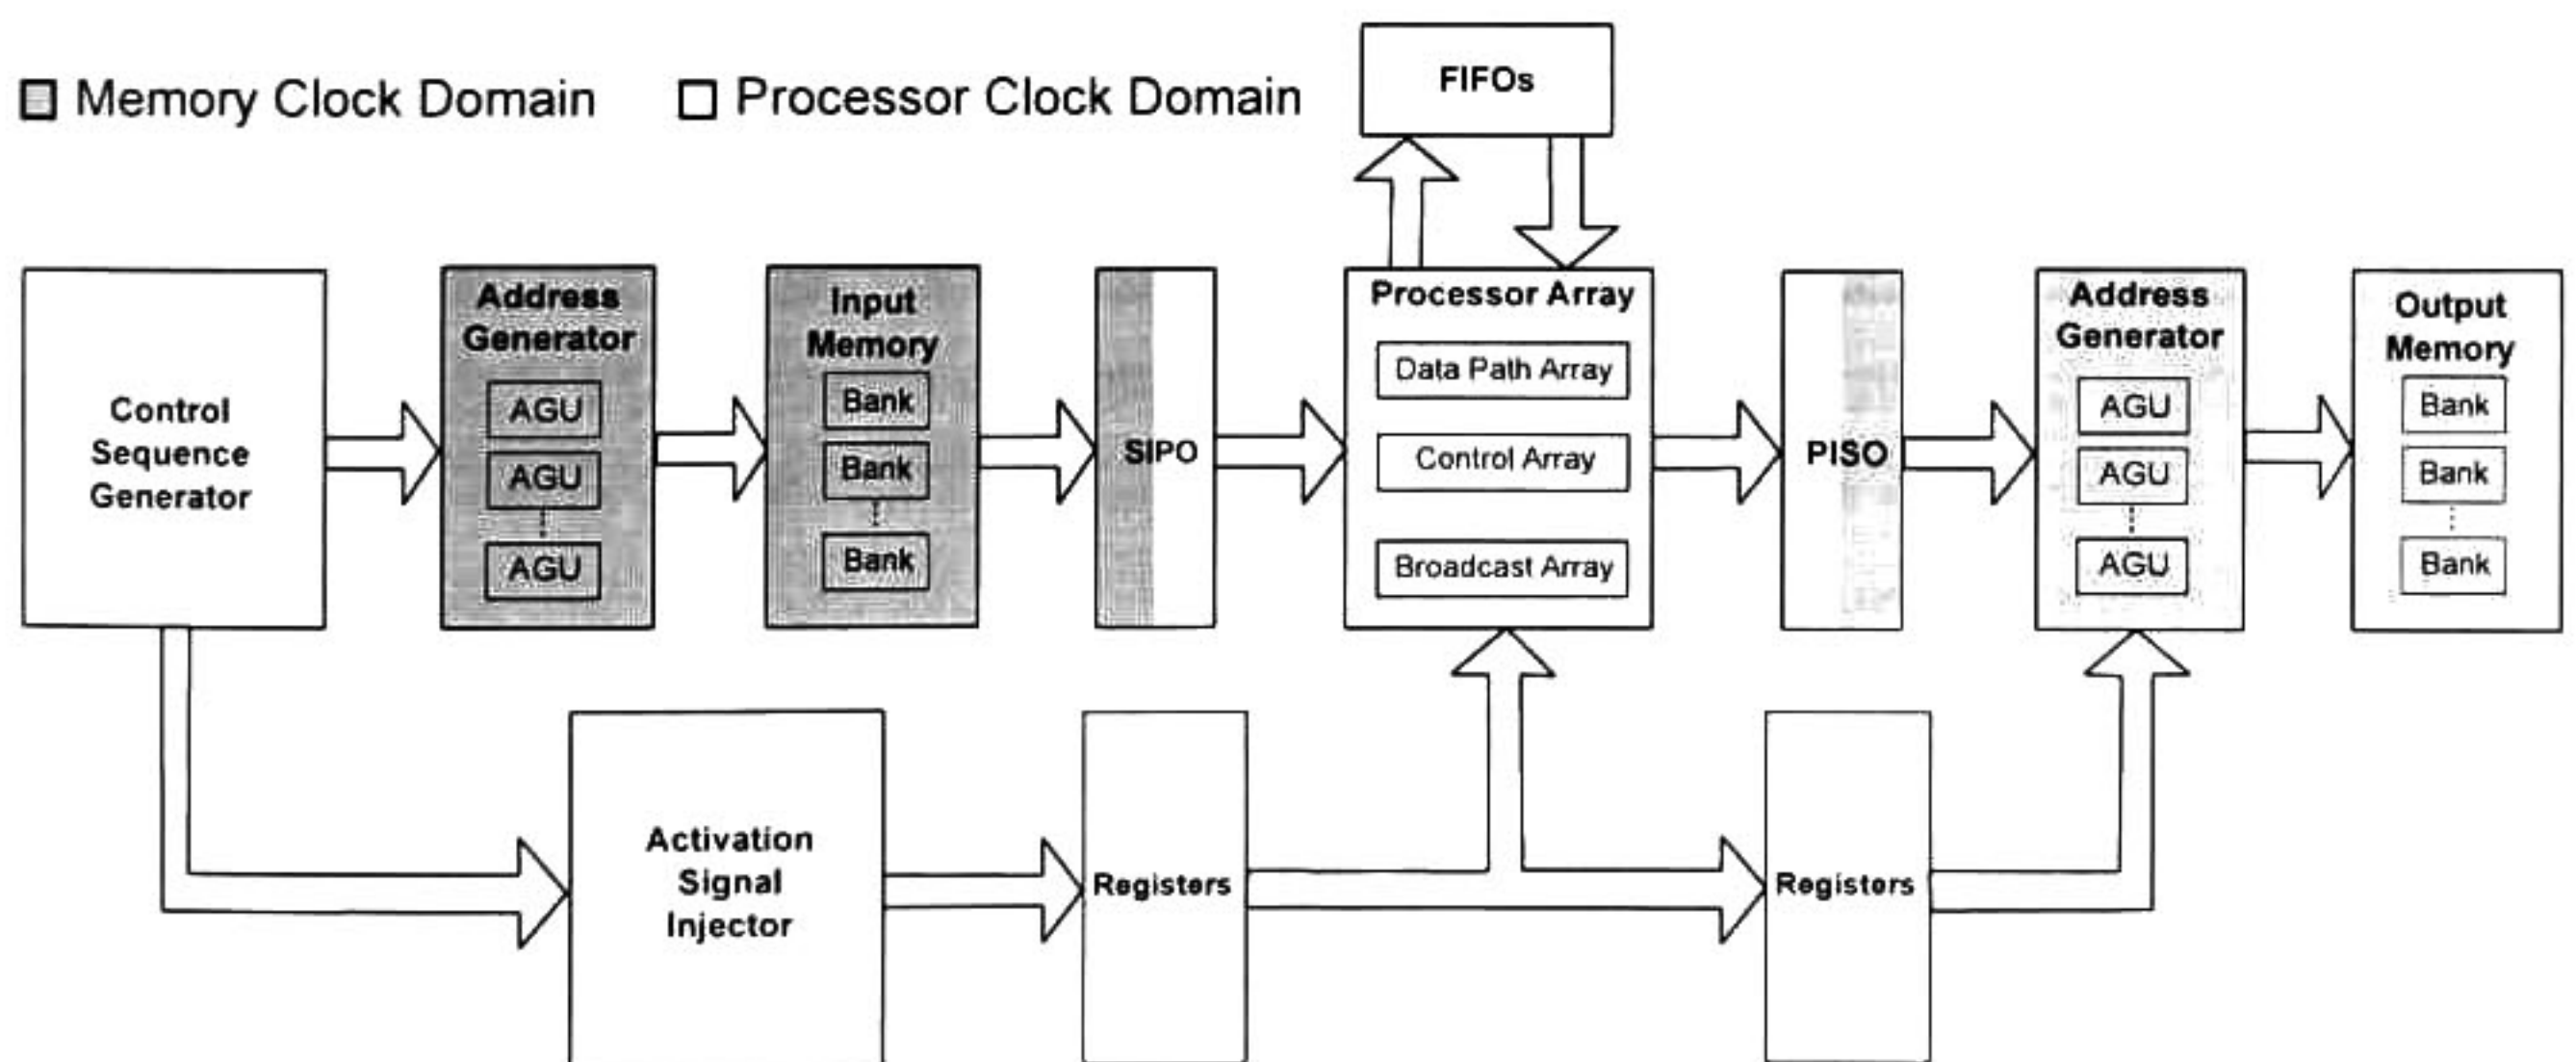 Memory Clock Domain
Processor Clock Domain
FIFOs
Control
Sequence
Generator
Address
Generator
AGU
AGU
AGU
Input
Memory
Bank
Bank
Bank
SIPO
Processor Array
Data Path Array
Control Array
Broadcast Array
PISO
Address
Generator
AGU
AGU
AGU
Output
Memory
Bank
Bank
Bank
Activation
Signal
Injector
Registers
Registers